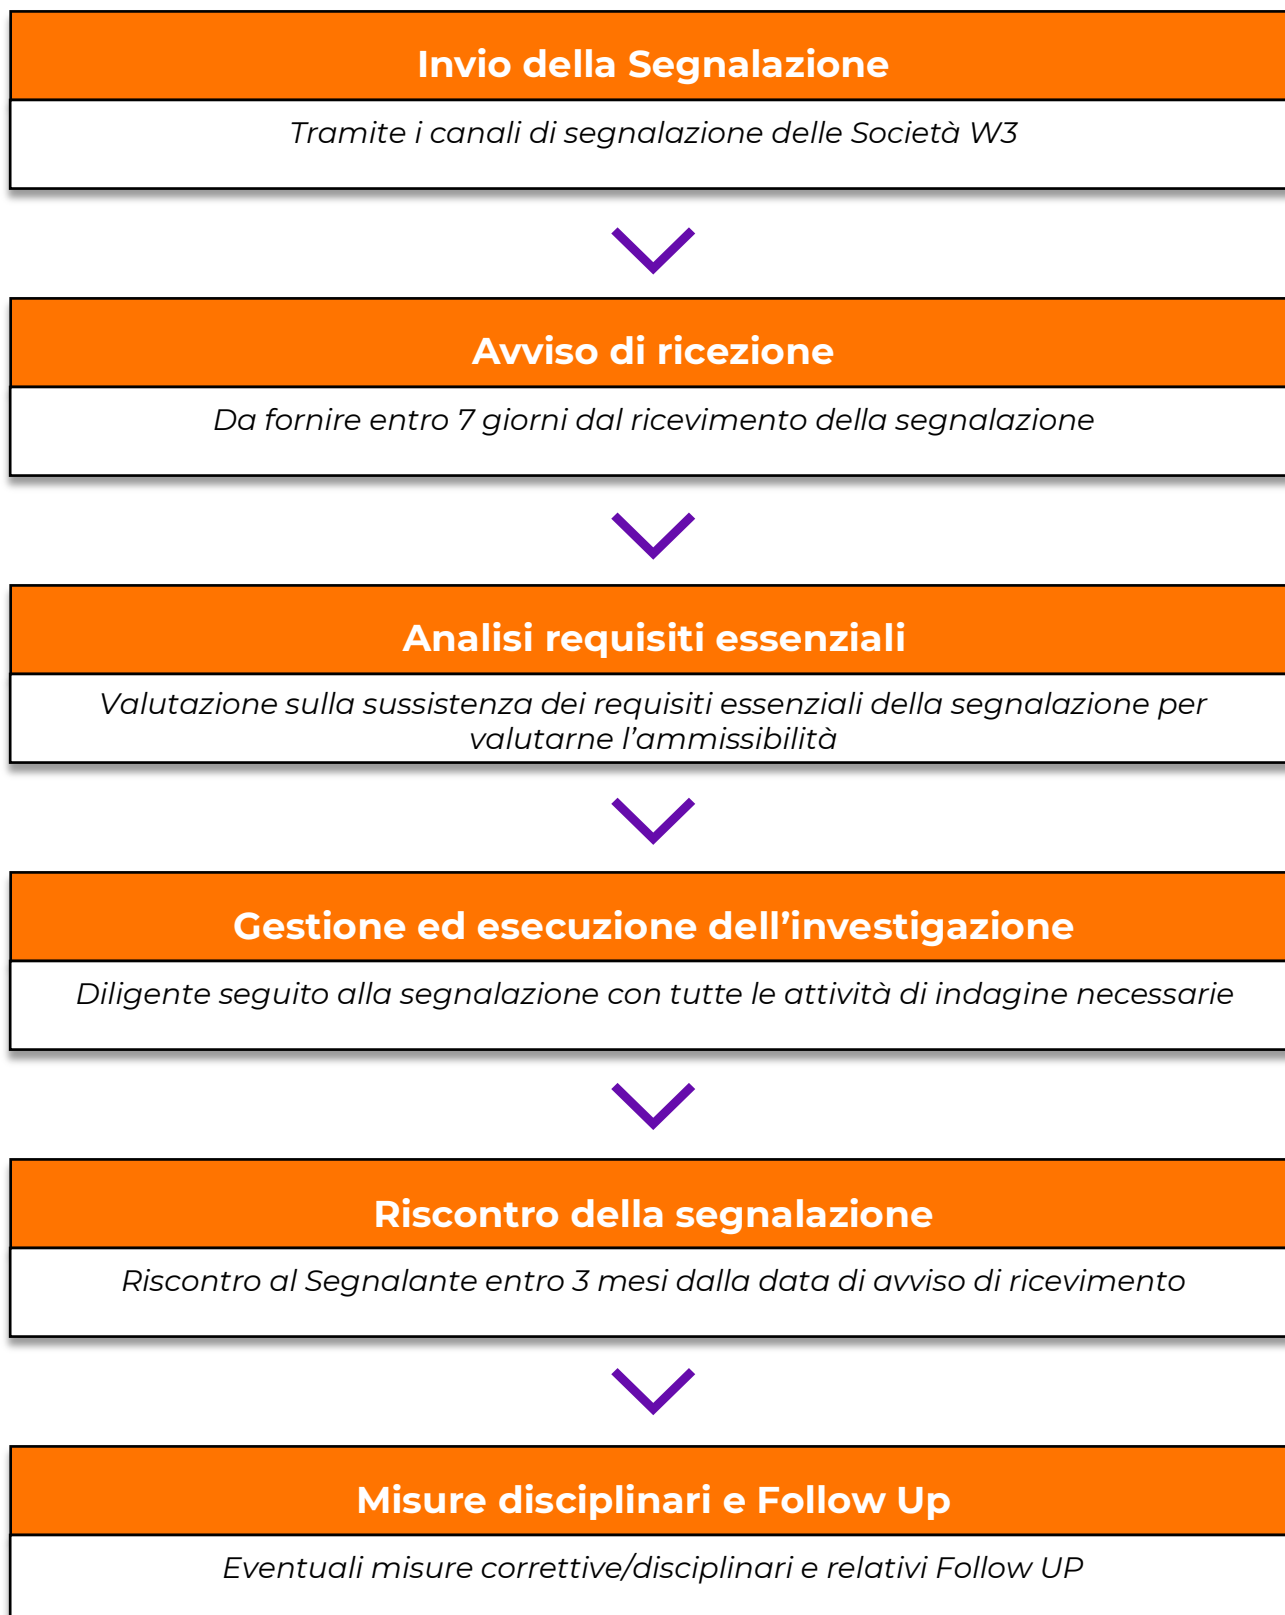 Invio della Segnalazione
Tramite i canali di segnalazione delle Società W3
Avviso di ricezione
Da fornire entro 7 giorni dal ricevimento della segnalazione
Analisi requisiti essenziali
Valutazione sulla sussistenza dei requisiti essenziali della segnalazione per
valutarne l’ammissibilità
Gestione ed esecuzione dell’investigazione
Diligente seguito alla segnalazione con tutte le attività di indagine necessarie
Riscontro della segnalazione
Riscontro al Segnalante entro 3 mesi dalla data di avviso di ricevimento
Misure disciplinari e Follow Up
Eventuali misure correttive/disciplinari e relativi Follow UP